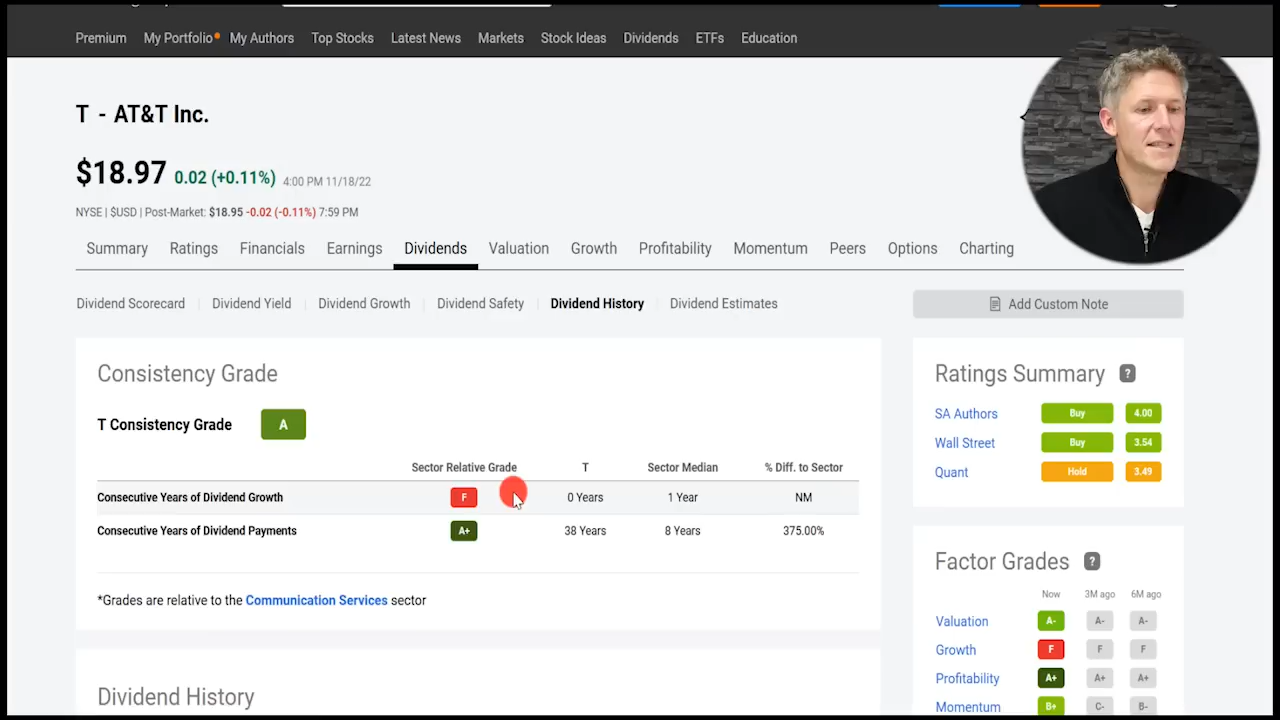 Premium My Portfolio My Authors Top Stocks Latest News Markets Stock Ideas Dividends ETFs Education
T - AT&T Inc.
$18.97 0.02 (+0.11%) 4:00 PM 11/18/22
NYSE | $USD | Post-Market: $18.95 -0.02 (-0.11%) 7:59 PM
Summary Ratings Financials Earnings Dividends Valuation Growth Profitability Momentum Peers Options Charting
Dividend Scorecard Dividend Yield Dividend Growth Dividend Safety Dividend History Dividend Estimates
Add Custom Note
Consistency Grade
T Consistency Grade A
Sector Relative Grade T Sector Median % Diff. to Sector
Consecutive Years of Dividend Growth F 0 Years 1 Year NM
Consecutive Years of Dividend Payments A+ 38 Years 8 Years 375.00%
*Grades are relative to the Communication Services sector
Dividend History
Ratings Summary ?
SA Authors Buy 4.00
Wall Street Buy 3.54
Quant Hold 3.49
Factor Grades ?
Now 3M ago 6M ago
Valuation A- A- A-
Growth F F F
Profitability A+ A+ A+
Momentum B+ C- B-